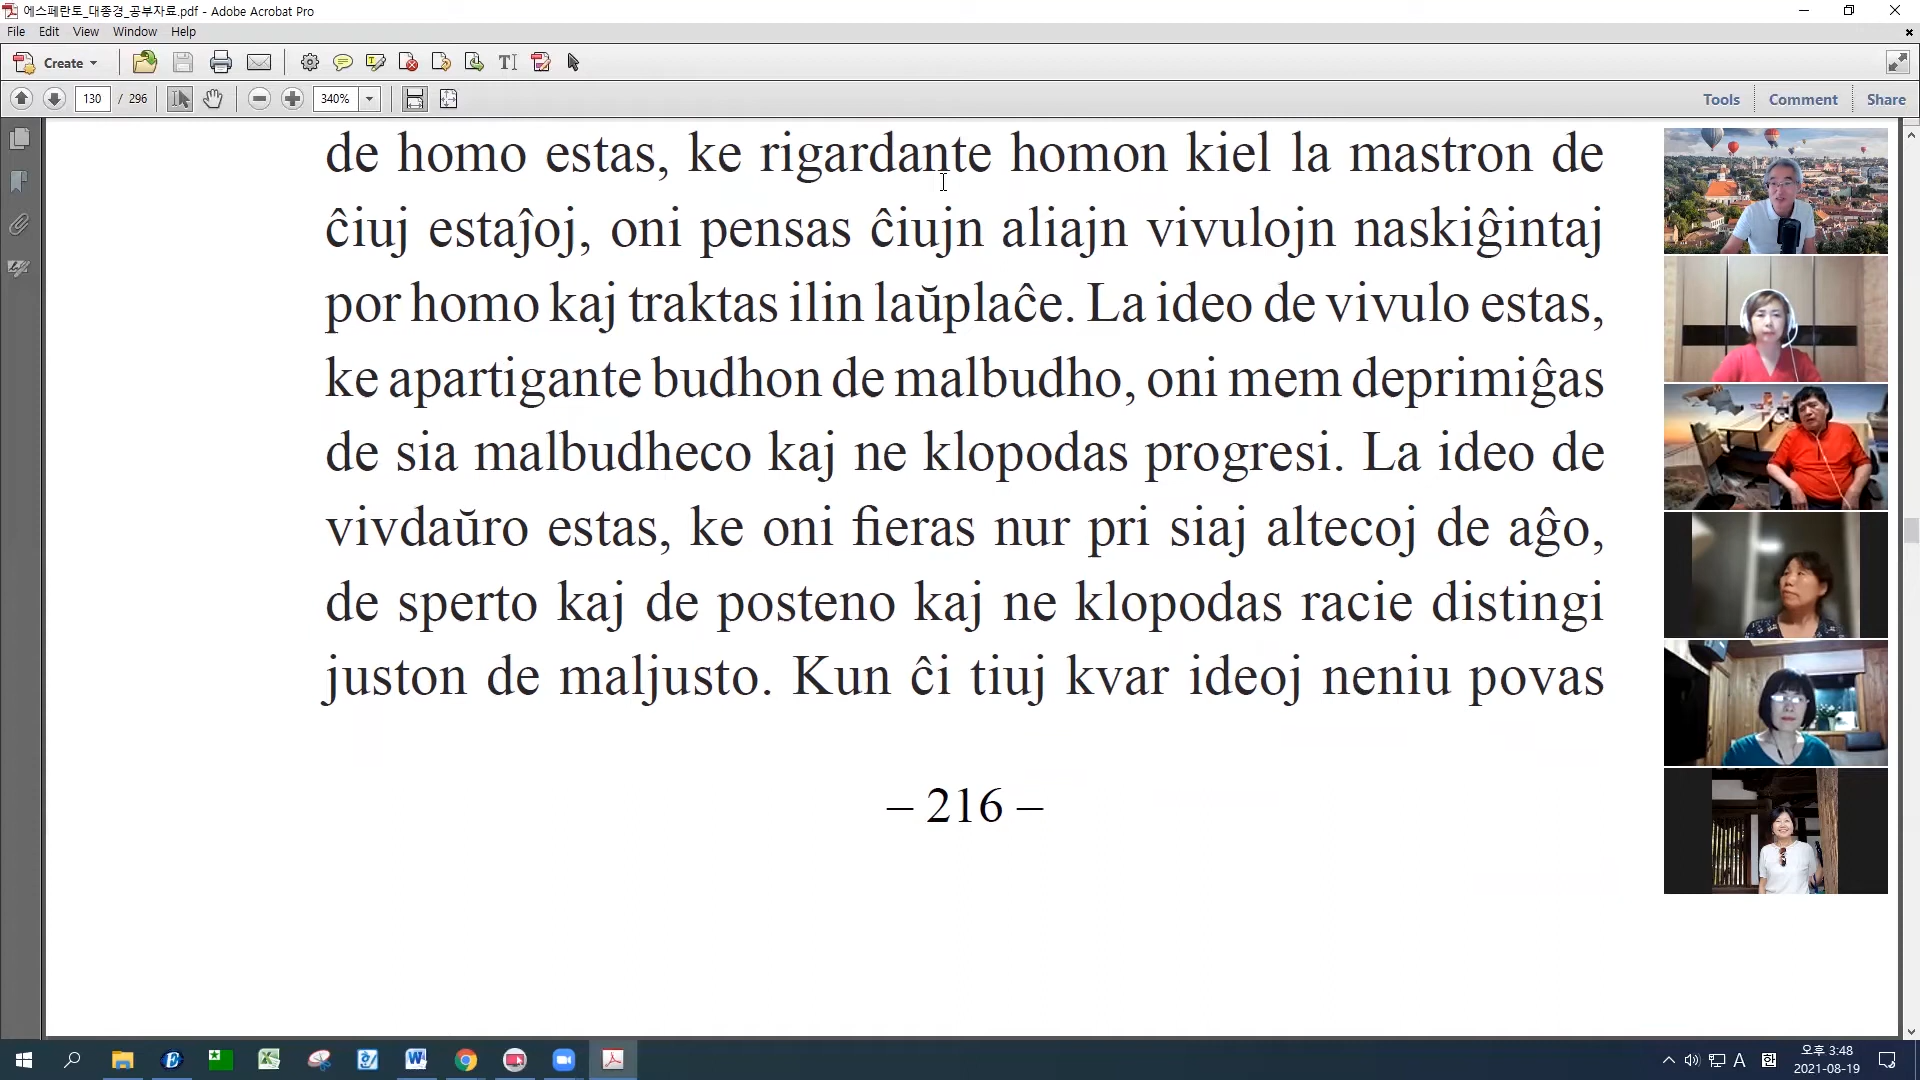 에스페란토_대종경_공부자료.pdf - Adobe Acrobat Pro
File Edit View Window Help
Create
130 / 296 340% Tools Comment Share
de homo estas, ke rigardante homon kiel la mastron de
ĉiuj estaĵoj, oni pensas ĉiujn aliajn vivulojn naskiĝintaj
por homo kaj traktas ilin laŭplaĉe. La ideo de vivulo estas,
ke apartigante budhon de malbudho, oni mem deprimiĝas
de sia malbudheco kaj ne klopodas progresi. La ideo de
vivdaŭro estas, ke oni fieras nur pri siaj altecoj de aĝo,
de sperto kaj de posteno kaj ne klopodas racie distingi
juston de maljusto. Kun ĉi tiuj kvar ideoj neniu povas
– 216 –
A 한 오후 3:48
2021-08-19